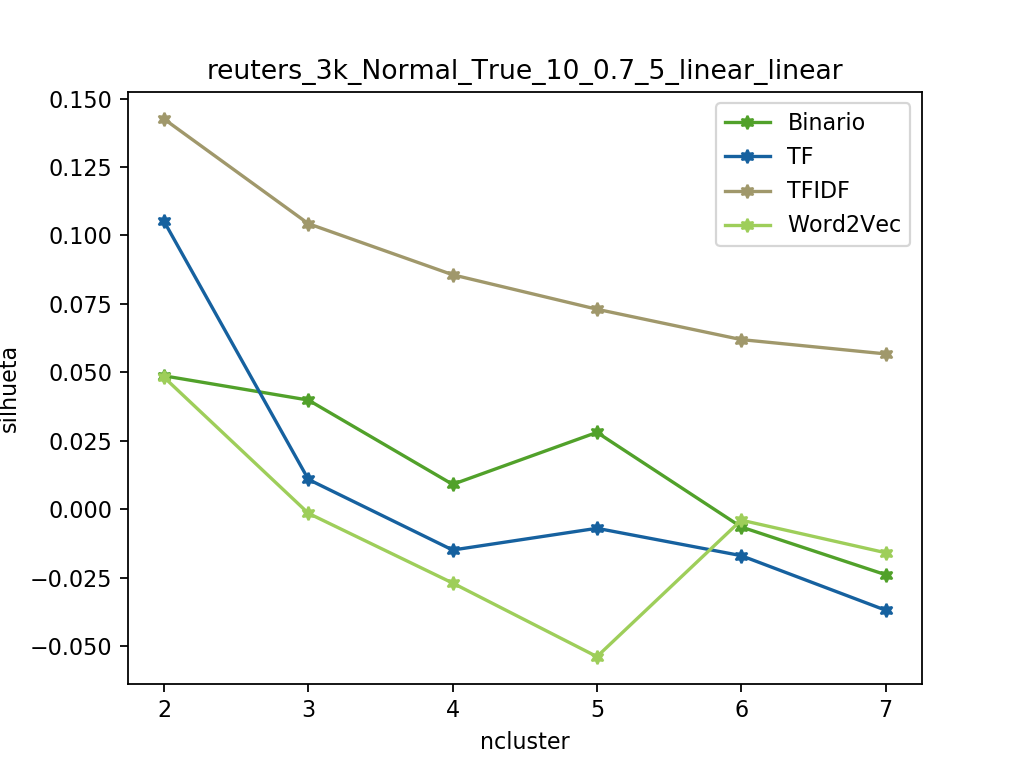 reuters_3k_Normal_True_10_0.7_5_linear_linear
0.150
0.125
0.100
0.075
0.050
0.025
0.000
−0.025
−0.050
silhueta
Binario
TF
TFIDF
Word2Vec
2 3 4 5 6 7
ncluster